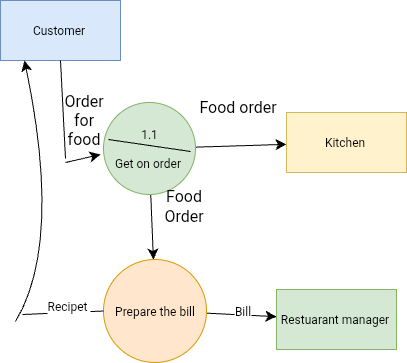 Customer
Order
for
food
Food order
1.1
Get on order
Kitchen
Food
Order
Recipet
Prepare the bill
Bill
Restuarant manager